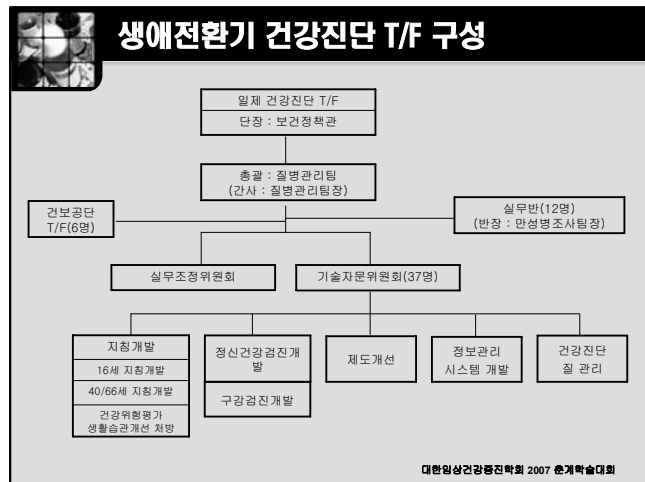 생애전환기 건강진단 T/F 구성
일제 건강진단 T/F
단장 : 보건정책관
총괄 : 질병관리팀
(간사 : 질병관리팀장)
건보공단
T/F(6명)
실무반(12명)
(반장 : 만성병조사팀장)
실무조정위원회
기술자문위원회(37명)
지침개발
16세 지침개발
40/66세 지침개발
건강위험평가
생활습관개선 처방
정신건강검진개
발
구강검진개발
제도개선
정보관리
시스템 개발
건강진단
질 관리
대한임상건강증진학회 2007 춘계학술대회